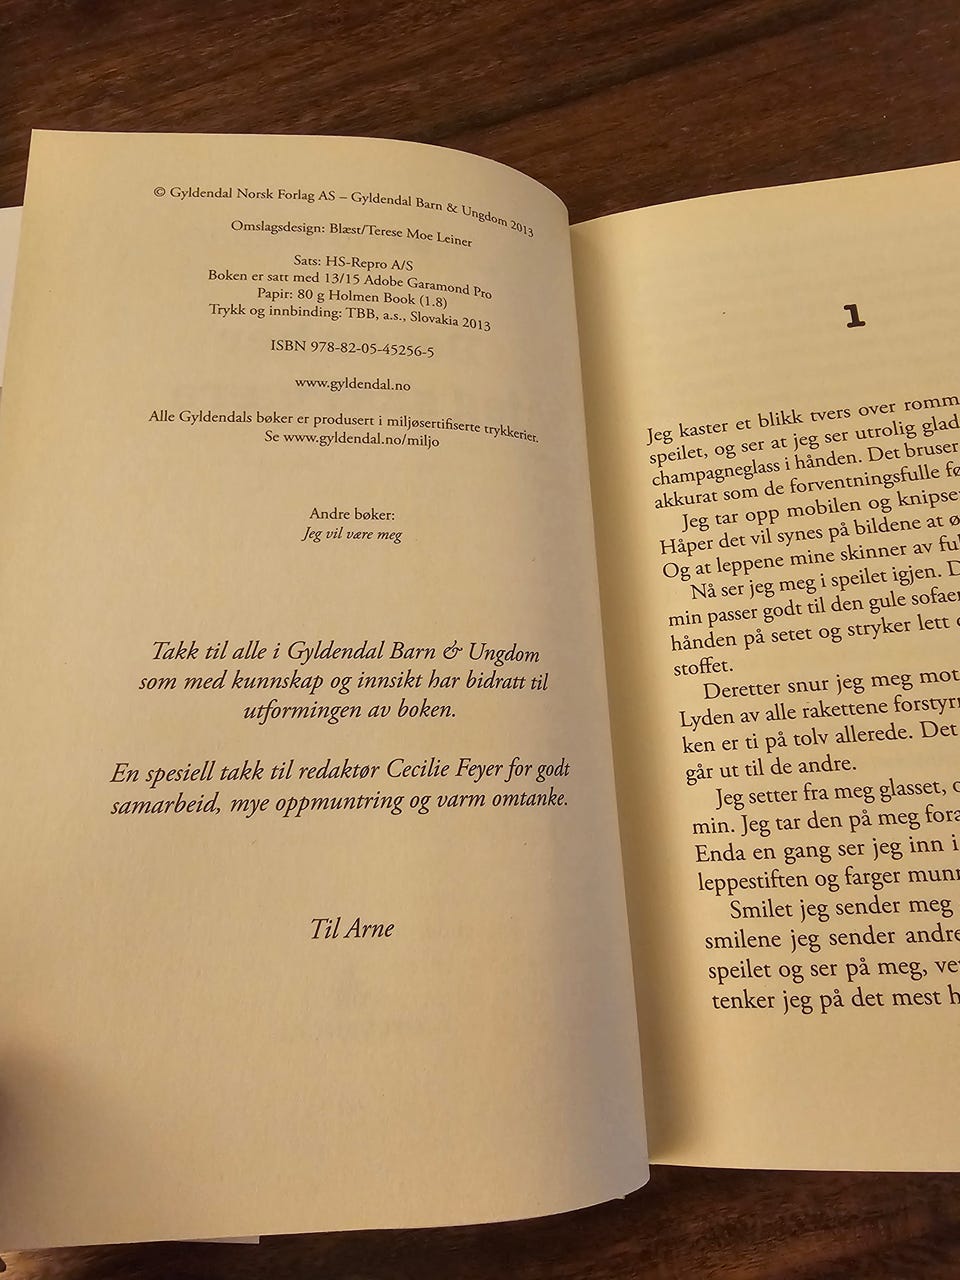 © Gyldendal Norsk Forlag AS – Gyldendal Barn & Ungdom 2013
Omslagsdesign: Blæst/Terese Moe Leiner
Sats: HS-Repro A/S
Boken er satt med 13/15 Adobe Garamond Pro
Papir: 80 g Holmen Book (1.8)
Trykk og innbinding: TBB, a.s., Slovakia 2013
ISBN 978-82-05-45256-5
www.gyldendal.no
Alle Gyldendals bøker er produsert i miljøsertifiserte trykkerier.
Se www.gyldendal.no/miljo
Andre bøker:
Jeg vil være meg
Takk til alle i Gyldendal Barn & Ungdom
som med kunnskap og innsikt har bidratt til
utformingen av boken.
En spesiell takk til redaktør Cecilie Feyer for godt
samarbeid, mye oppmuntring og varm omtanke.
Til Arne
1
Jeg kaster et blikk tvers over
speilet, og ser at jeg ser utrolig glad
champagneglass i hånden. Det bruser
akkurat som de forventningsfulle
Jeg tar opp mobilen og
Håper det vil synes på bildene at
Og at leppene mine skinner av
Nå ser jeg meg i speilet igjen.
min passer godt til den gule
hånden på setet og stryker lett
stoffet.
Deretter snur jeg meg mot
Lyden av alle rakettene
ken er ti på tolv allerede. Det
går ut til de andre.
Jeg setter fra meg glasset,
min. Jeg tar den på meg
Enda en gang ser jeg inn i
leppestiften og farger
Smilet jeg sender meg
smilene jeg sender
speilet og ser på meg,
tenker jeg på det mest